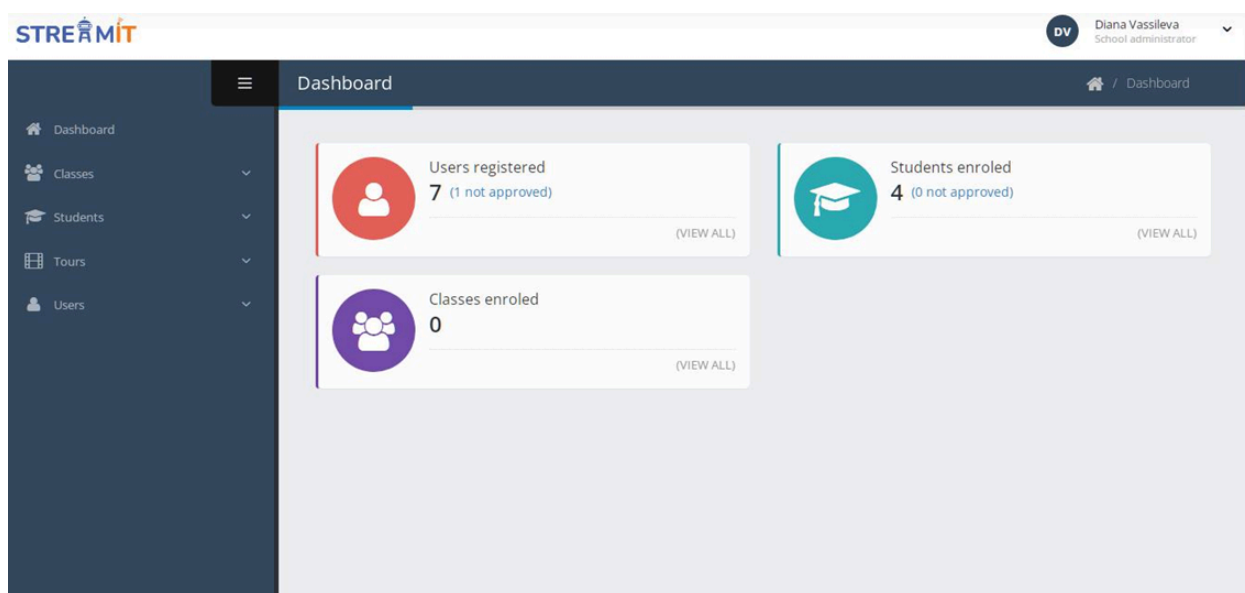 STREAMIT
DV
Diana Vassileva
School administrator
Dashboard
/ Dashboard
Dashboard
Classes
Students
Tours
Users
Users registered
7 (1 not approved)
(VIEW ALL)
Students enroled
4 (0 not approved)
(VIEW ALL)
Classes enroled
0
(VIEW ALL)